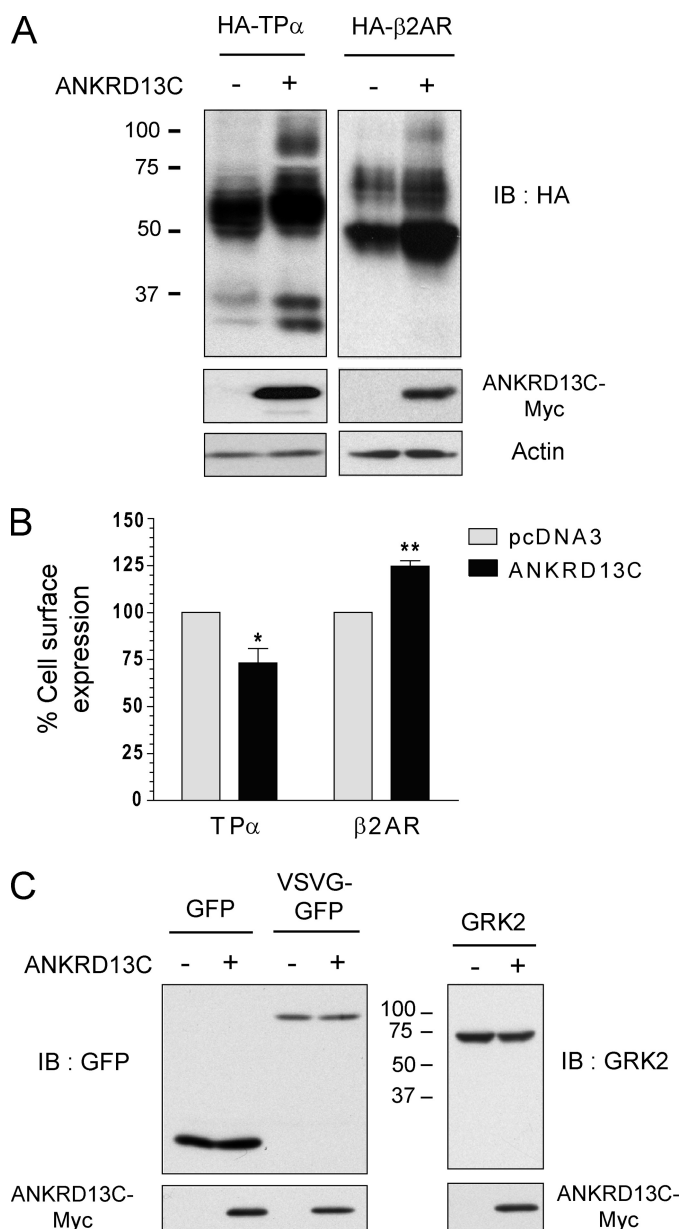 A
HA-TPα HA-β2AR
ANKRD13C - + - +
100
75
50
37
IB : HA
ANKRD13C-
Myc
Actin
B
% Cell surface
expression
150
125
100
75
50
25
0
* **
pcDNA3
ANKRD13C
TPα β2AR
C
GFP VSVG-
GFP GRK2
ANKRD13C - + - + - +
IB : GFP
100
75
50
37
IB : GRK2
ANKRD13C-
Myc
ANKRD13C-
Myc